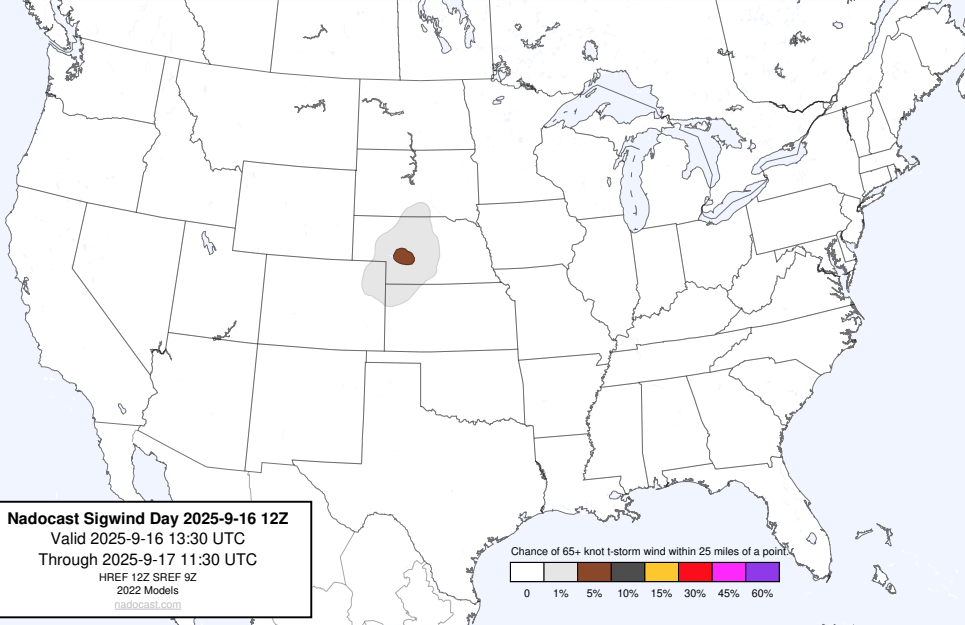 Nadocast Sigwind Day 2025-9-16 12Z
Valid 2025-9-16 13:30 UTC
Through 2025-9-17 11:30 UTC
HREF 12Z SREF 9Z
2022 Models
nadocast.com
Chance of 65+ knot t-storm wind within 25 miles of a point.
0 1% 5% 10% 15% 30% 45% 60%